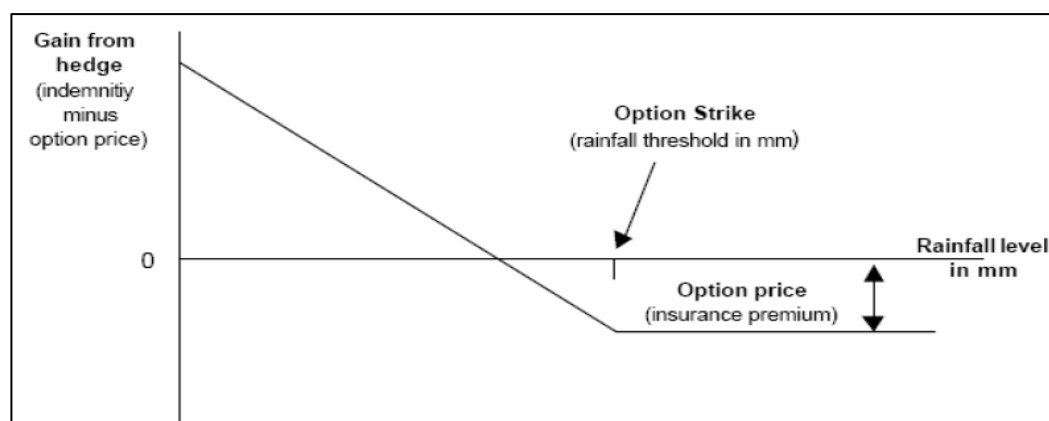 Gain from
hedge
(indemnitiy
minus
option price)
Option Strike
(rainfall threshold in mm)
0
Rainfall level
in mm
Option price
(insurance premium)